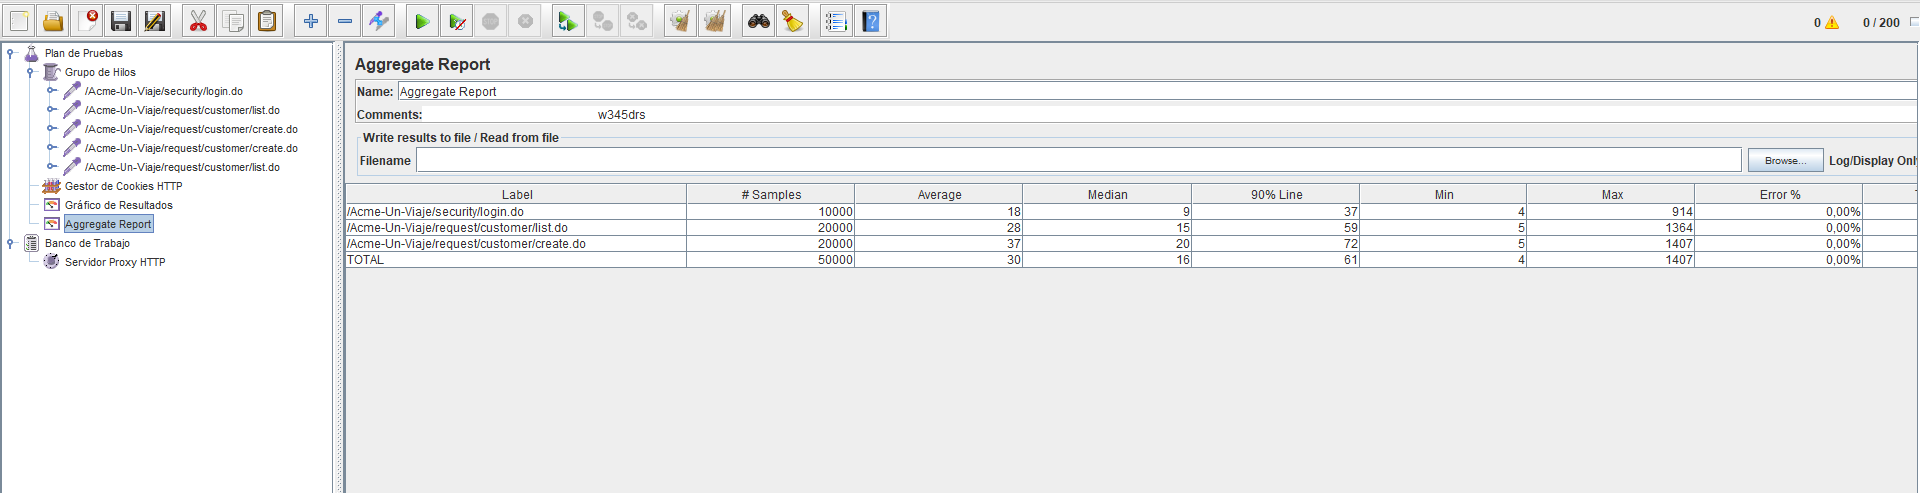 0
0 / 200
Plan de Pruebas
Grupo de Hilos
/Acme-Un-Viaje/security/login.do
/Acme-Un-Viaje/request/customer/list.do
/Acme-Un-Viaje/request/customer/create.do
/Acme-Un-Viaje/request/customer/create.do
/Acme-Un-Viaje/request/customer/list.do
Gestor de Cookies HTTP
Gráfico de Resultados
Aggregate Report
Banco de Trabajo
Servidor Proxy HTTP
Aggregate Report
Name: Aggregate Report
Comments: w345drs
Write results to file / Read from file
Filename Browse... Log/Display Onl
Label # Samples Average Median 90% Line Min Max Error %
/Acme-Un-Viaje/security/login.do 10000 18 9 37 4 914 0,00%
/Acme-Un-Viaje/request/customer/list.do 20000 28 15 59 5 1364 0,00%
/Acme-Un-Viaje/request/customer/create.do 20000 37 20 72 5 1407 0,00%
TOTAL 50000 30 16 61 4 1407 0,00%